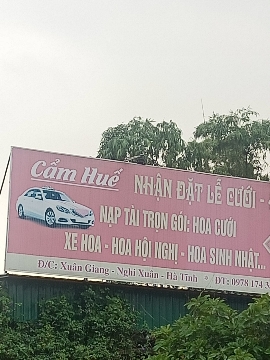 Cẩm Huế
NHẬN ĐẶT LỄ CƯỚI -
NẠP TÀI TRỌN GÓI: HOA CƯỚI
XE HOA - HOA HỘI NGHỊ - HOA SINH NHẬT...
Đ/C: Xuân Giang - Nghi Xuân - Hà Tĩnh * ĐT: 0978 174